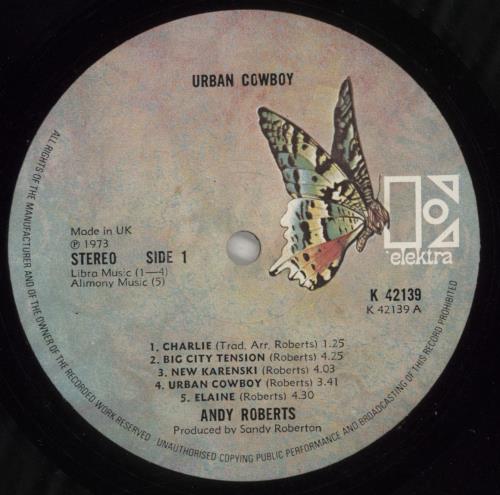 URBAN COWBOY
elektra
Made in UK
℗ 1973
STEREO SIDE 1
Libra Music (1—4)
Alimony Music (5)
K 42139
K 42139 A
1. CHARLIE (Trad. Arr. Roberts) 1.25
2. BIG CITY TENSION (Roberts) 4.25
3. NEW KARENSKI (Roberts) 4.03
4. URBAN COWBOY (Roberts) 3.41
5. ELAINE (Roberts) 4.30
ANDY ROBERTS
Produced by Sandy Roberton
ALL RIGHTS OF THE MANUFACTURER AND OF THE OWNER OF THE RECORDED WORK RESERVED UNAUTHORISED COPYING PUBLIC PERFORMANCE AND BROADCASTING OF THIS RECORD PROHIBITED